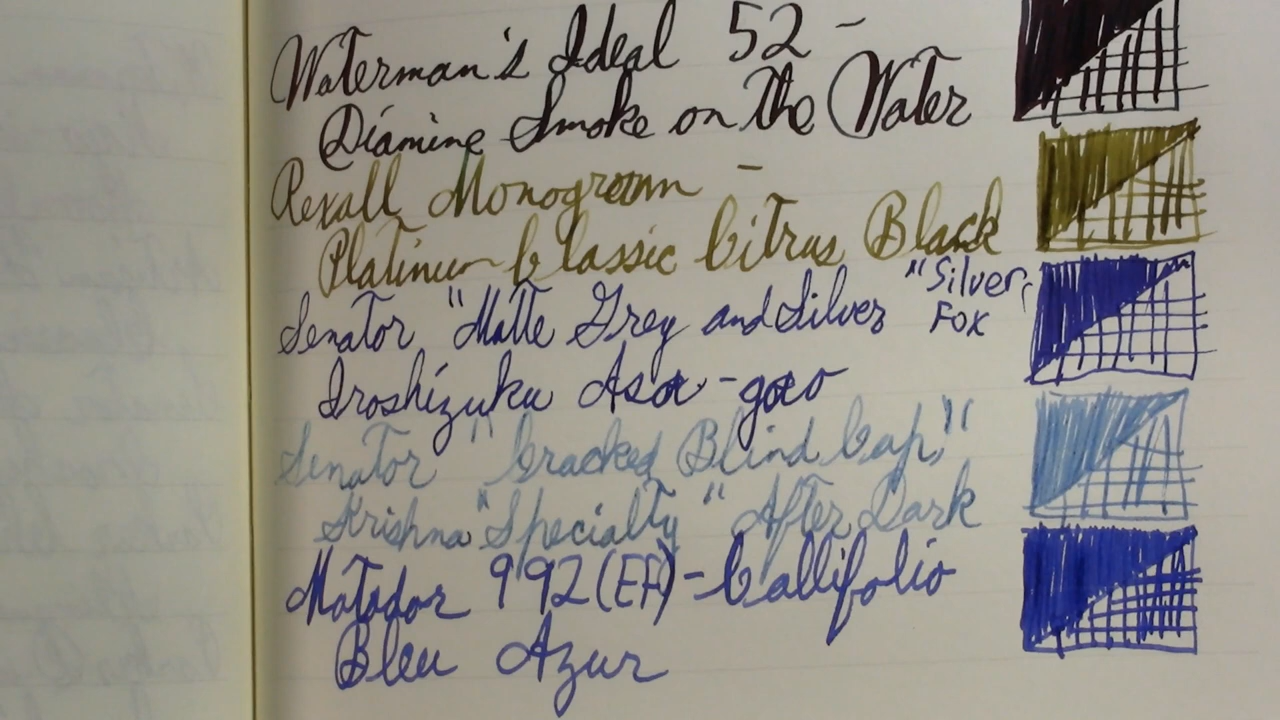 Waterman's Ideal 52 -
Diamine Smoke on the Water
Rexall Monogram -
Platinum Classic Citrus Black
Senator "Matte Grey and Silver "Silver
Fox
Iroshizuku Asa-gao
Senator "Cracked Blind Cap,"
Krishna "Specialty" After Dark
Matador 992 (EF) - Callifolio
Bleu Azur